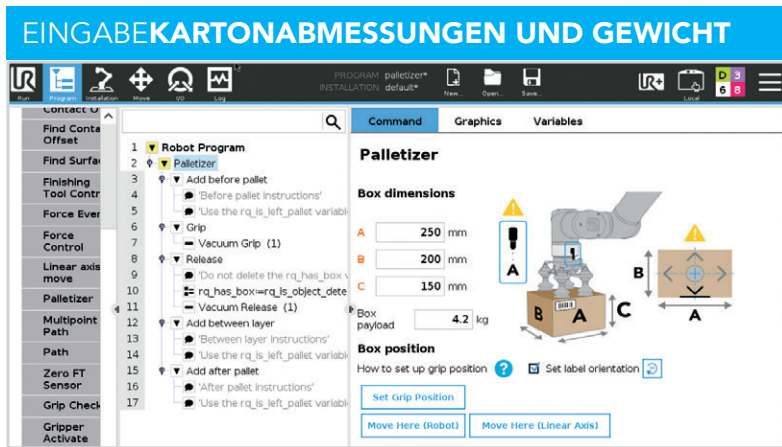 EINGABEKARTONABMESSUNGEN UND GEWICHT
UR
Run
Program
Installation
Move
I/O
Log
PROGRAM palletizer*
INSTALLATION default*
New...
Open...
Save...
UR+
Local
D 3
6 8
Contact O
Find Conta
Offset
Find Surfa
Finishing
Tool Contr
Force Even
Force
Control
Linear axis
move
Palletizer
Multipoint
Path
Path
Zero FT
Sensor
Grip Check
Gripper
Activate
1 Robot Program
2 Palletizer
3 Add before pallet
4 'Before pallet instructions'
5 'Use the rq_is_left_pallet variabl
6 Grip
7 Vacuum Grip (1)
8 Release
9 'Do not delete the rq_has_box v
10 rq_has_box:=rq_is_object_dete
11 Vacuum Release (1)
12 Add between layer
13 'Between layer instructions'
14 'Use the rq_is_left_pallet variabl
15 Add after pallet
16 'After pallet instructions'
17 'Use the rq_is_left_pallet variabl
Command Graphics Variables
Palletizer
Box dimensions
A 250 mm
B 200 mm
C 150 mm
Box
payload 4.2 kg
A
B A C
B
A
Box position
How to set up grip position ? Set label orientation
Set Grip Position
Move Here (Robot) Move Here (Linear Axis)